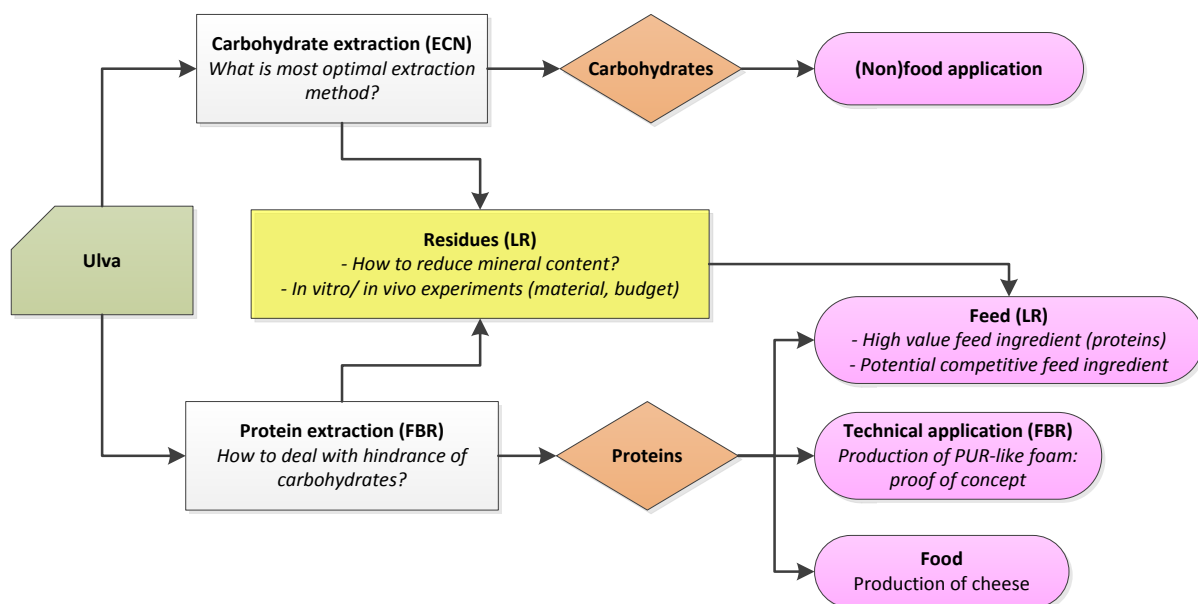 Carbohydrate extraction (ECN)
What is most optimal extraction
method?
Carbohydrates
(Non)food application
Ulva
Residues (LR)
- How to reduce mineral content?
- In vitro/ in vivo experiments (material, budget)
Feed (LR)
- High value feed ingredient (proteins)
- Potential competitive feed ingredient
Protein extraction (FBR)
How to deal with hindrance of
carbohydrates?
Proteins
Technical application (FBR)
Production of PUR-like foam:
proof of concept
Food
Production of cheese